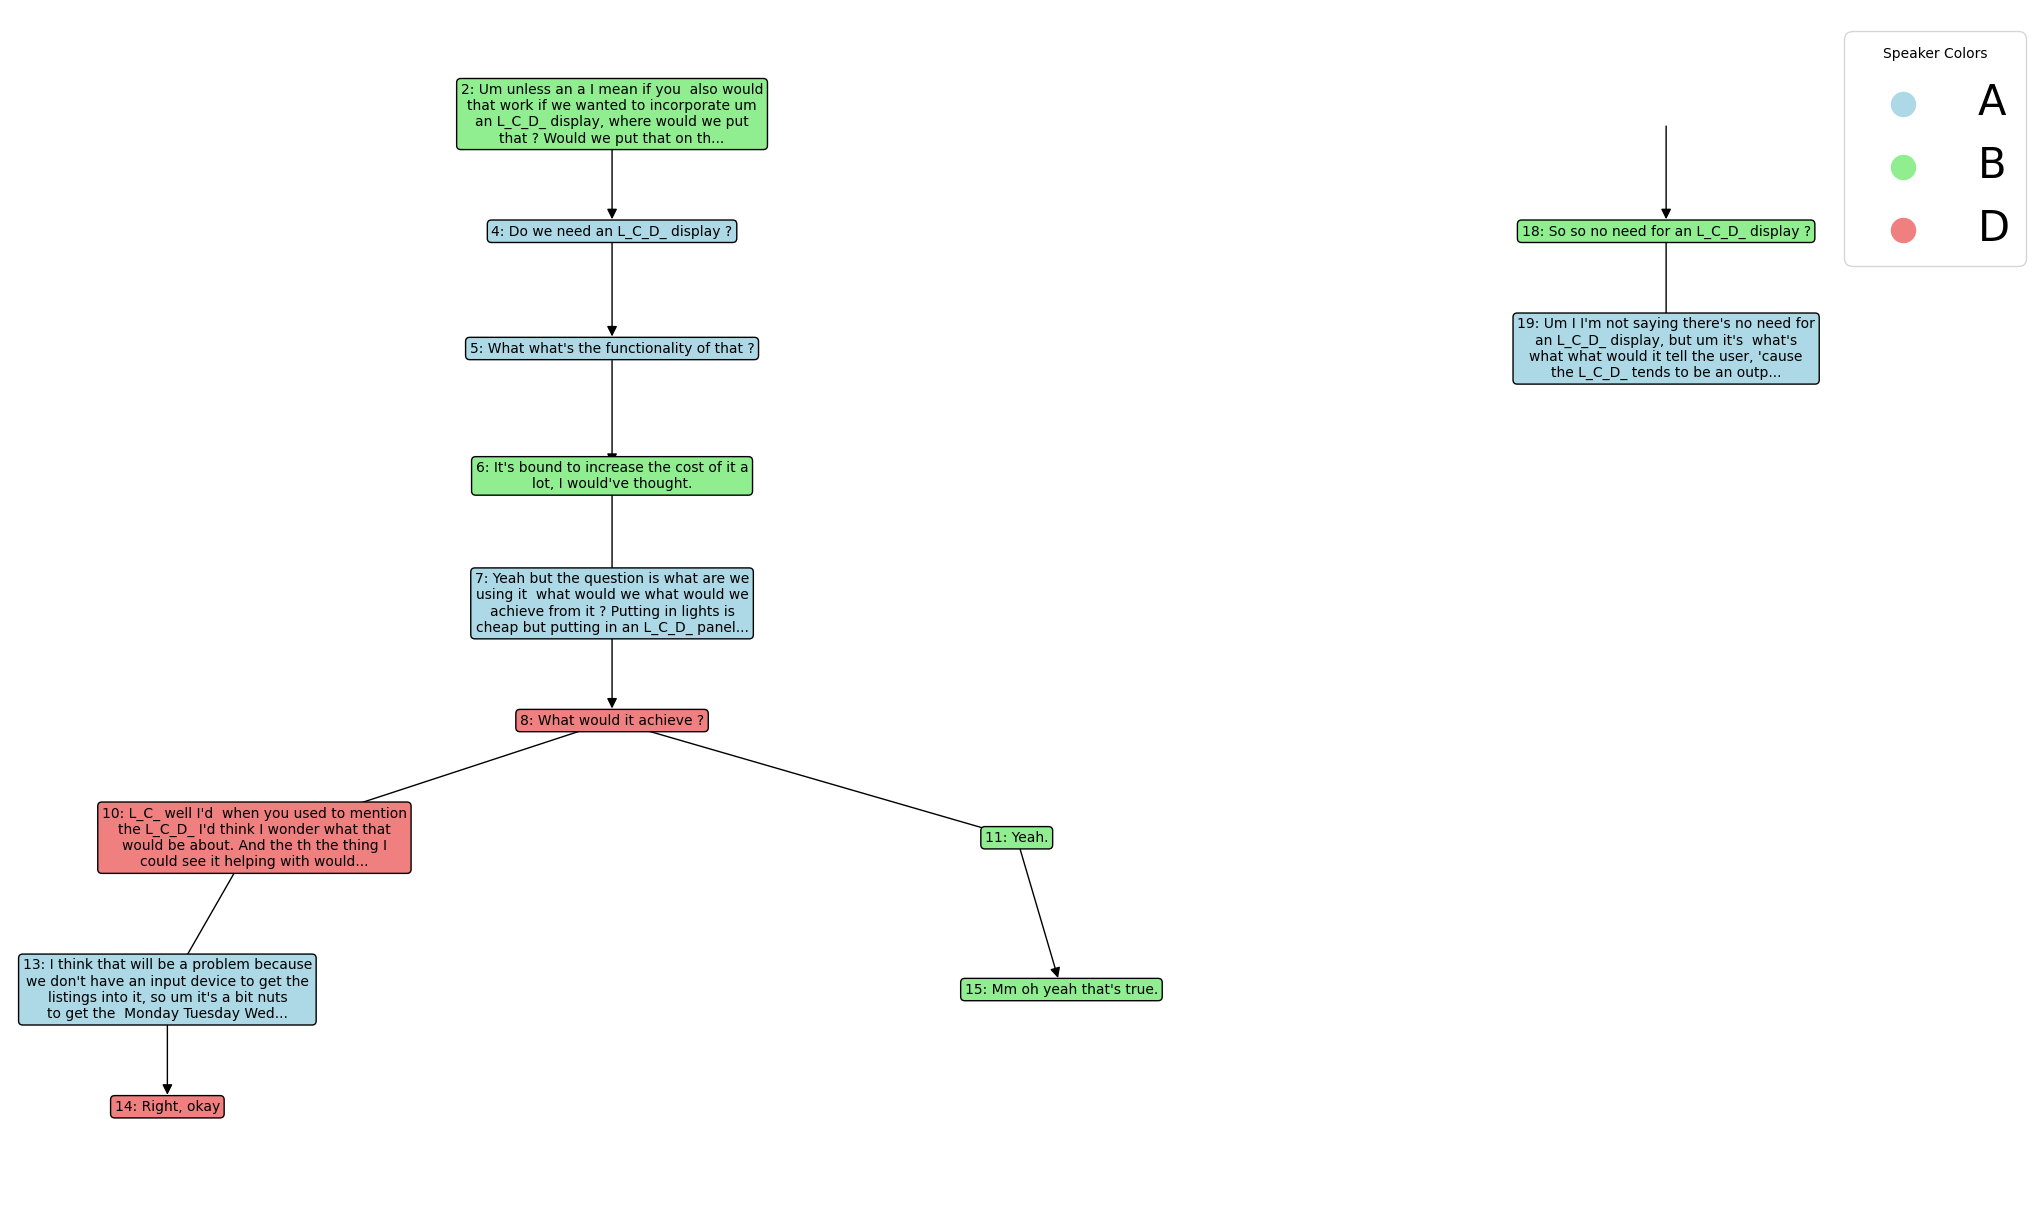 2: Um unless an a I mean if you  also would
that work if we wanted to incorporate um
an L_C_D_ display, where would we put
that ? Would we put that on th...
4: Do we need an L_C_D_ display ?
5: What what's the functionality of that ?
6: It's bound to increase the cost of it a
lot, I would've thought.
7: Yeah but the question is what are we
using it  what would we what would we
achieve from it ? Putting in lights is
cheap but putting in an L_C_D_ panel...
8: What would it achieve ?
10: L_C_ well I'd  when you used to mention
the L_C_D_ I'd think I wonder what that
would be about. And the th the thing I
could see it helping with would...
11: Yeah.
13: I think that will be a problem because
we don't have an input device to get the
listings into it, so um it's a bit nuts
to get the  Monday Tuesday Wed...
15: Mm oh yeah that's true.
14: Right, okay
18: So so no need for an L_C_D_ display ?
19: Um I I'm not saying there's no need for
an L_C_D_ display, but um it's  what's
what what would it tell the user, 'cause
the L_C_D_ tends to be an outp...
Speaker Colors
A
B
D